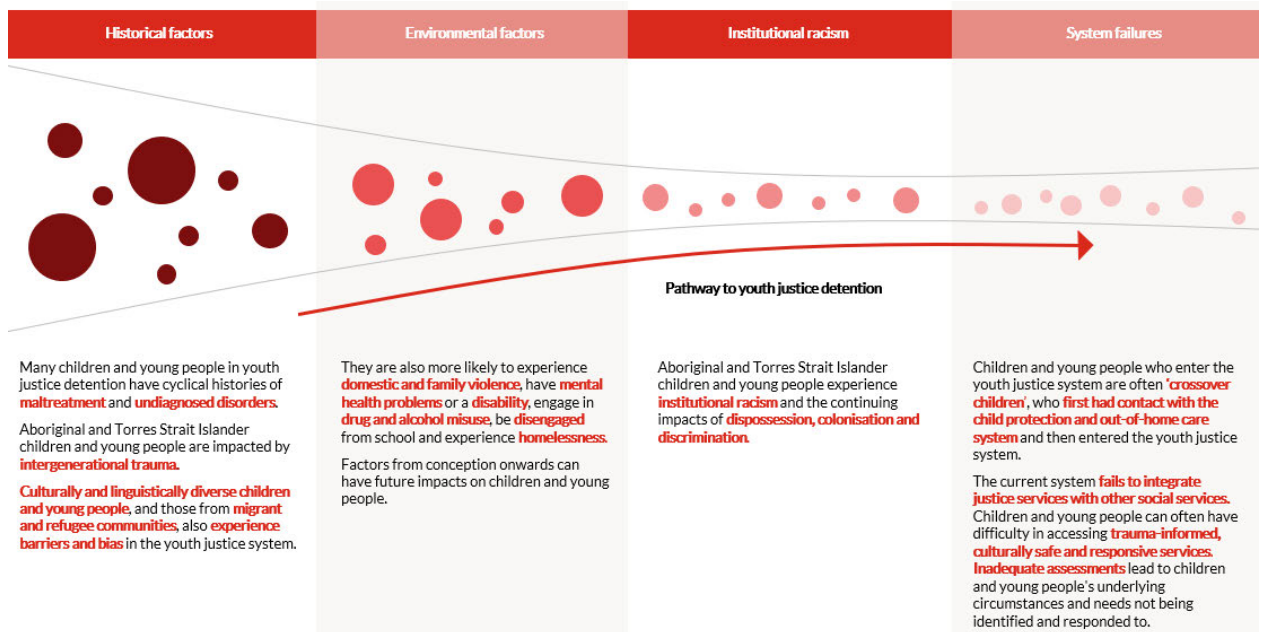 Historical factors
Environmental factors
Institutional racism
System failures
Pathway to youth justice detention
Many children and young people in youth
justice detention have cyclical histories of
maltreatment and undiagnosed disorders.
Aboriginal and Torres Strait Islander
children and young people are impacted by
intergenerational trauma.
Culturally and linguistically diverse children
and young people, and those from migrant
and refugee communities, also experience
barriers and bias in the youth justice system.
They are also more likely to experience
domestic and family violence, have mental
health problems or a disability, engage in
drug and alcohol misuse, be disengaged
from school and experience homelessness.
Factors from conception onwards can
have future impacts on children and young
people.
Aboriginal and Torres Strait Islander
children and young people experience
institutional racism and the continuing
impacts of dispossession, colonisation and
discrimination.
Children and young people who enter the
youth justice system are often 'crossover
children', who first had contact with the
child protection and out-of-home care
system and then entered the youth justice
system.
The current system fails to integrate
justice services with other social services.
Children and young people can often have
difficulty in accessing trauma-informed,
culturally safe and responsive services.
Inadequate assessments lead to children
and young people's underlying
circumstances and needs not being
identified and responded to.